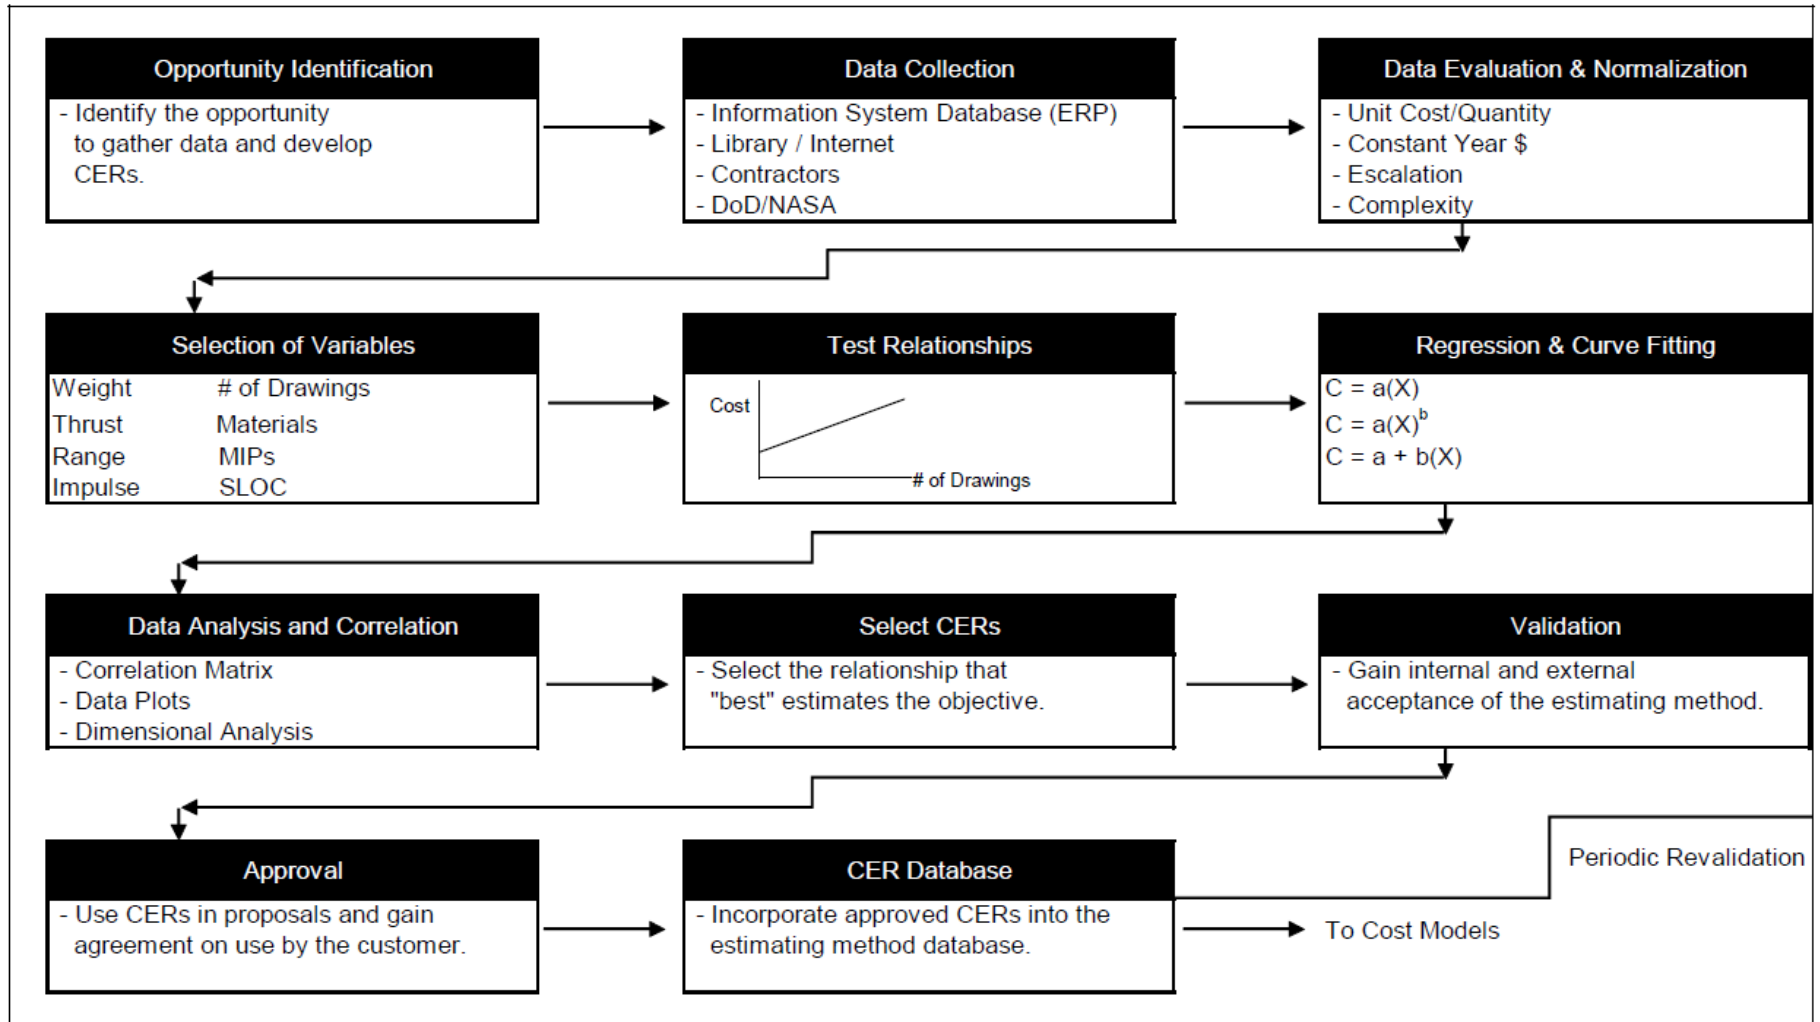 Opportunity Identification
- Identify the opportunity
to gather data and develop
CERs.
Data Collection
- Information System Database (ERP)
- Library / Internet
- Contractors
- DoD/NASA
Data Evaluation & Normalization
- Unit Cost/Quantity
- Constant Year $
- Escalation
- Complexity
Selection of Variables
Weight # of Drawings
Thrust Materials
Range MIPs
Impulse SLOC
Test Relationships
Cost
# of Drawings
Regression & Curve Fitting
C = a(X)
C = a(X)^b
C = a + b(X)
Data Analysis and Correlation
- Correlation Matrix
- Data Plots
- Dimensional Analysis
Select CERs
- Select the relationship that
"best" estimates the objective.
Validation
- Gain internal and external
acceptance of the estimating method.
Approval
- Use CERs in proposals and gain
agreement on use by the customer.
CER Database
- Incorporate approved CERs into the
estimating method database.
Periodic Revalidation
To Cost Models